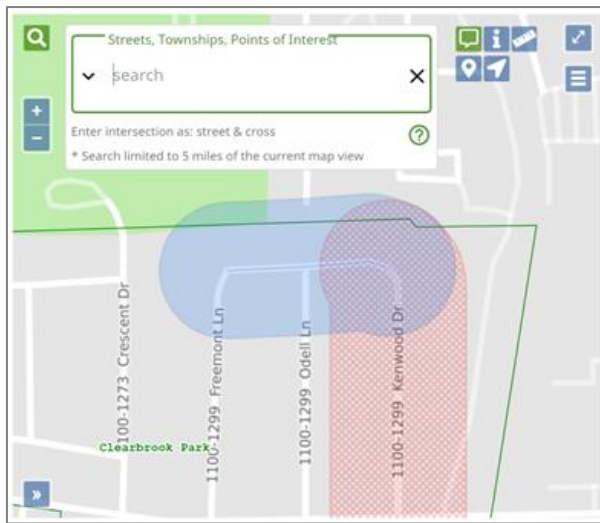 Streets, Townships, Points of Interest
search
Enter intersection as: street & cross
* Search limited to 5 miles of the current map view
100-1273 Crescent Dr
1100-1299 Freemont Ln
1100-1299 Odell Ln
1100-1299 Kenwood Dr
Clearbrook Park